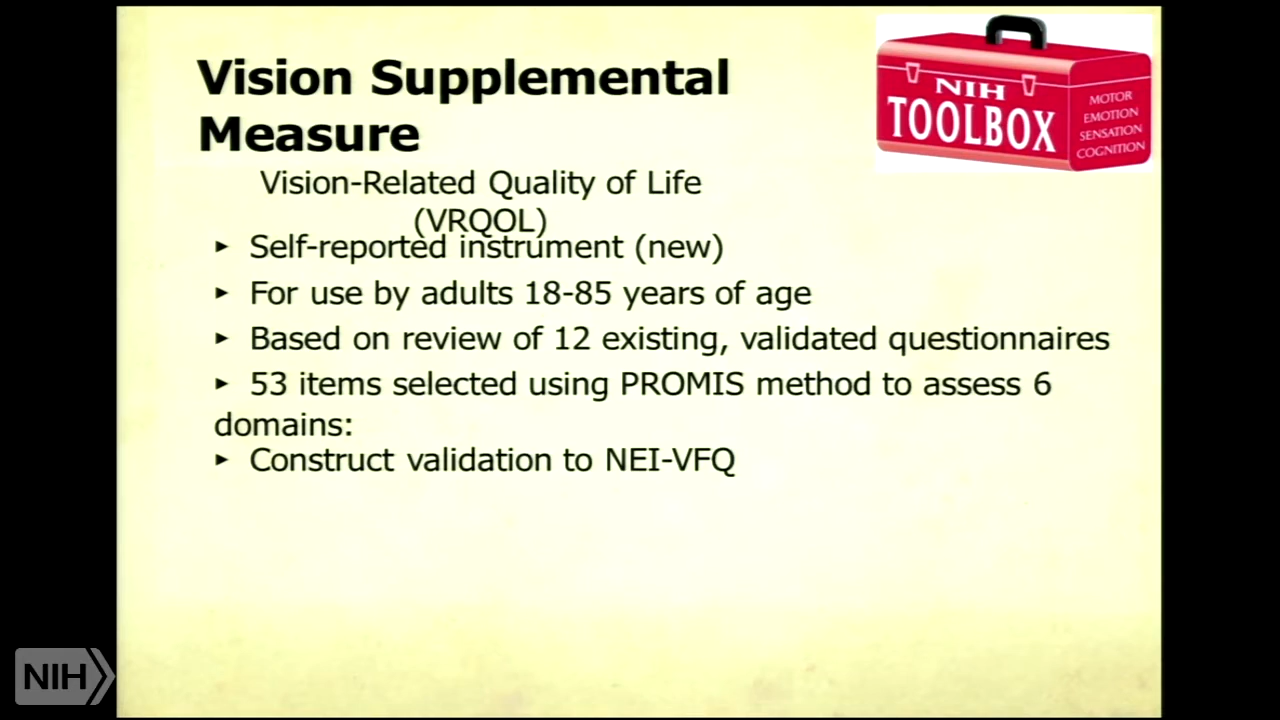 Vision Supplemental
Measure
NIH
TOOLBOX
MOTOR
EMOTION
SENSATION
COGNITION
Vision-Related Quality of Life
(VRQOL)
▸ Self-reported instrument (new)
▸ For use by adults 18-85 years of age
▸ Based on review of 12 existing, validated questionnaires
▸ 53 items selected using PROMIS method to assess 6
domains:
▸ Construct validation to NEI-VFQ
NIH